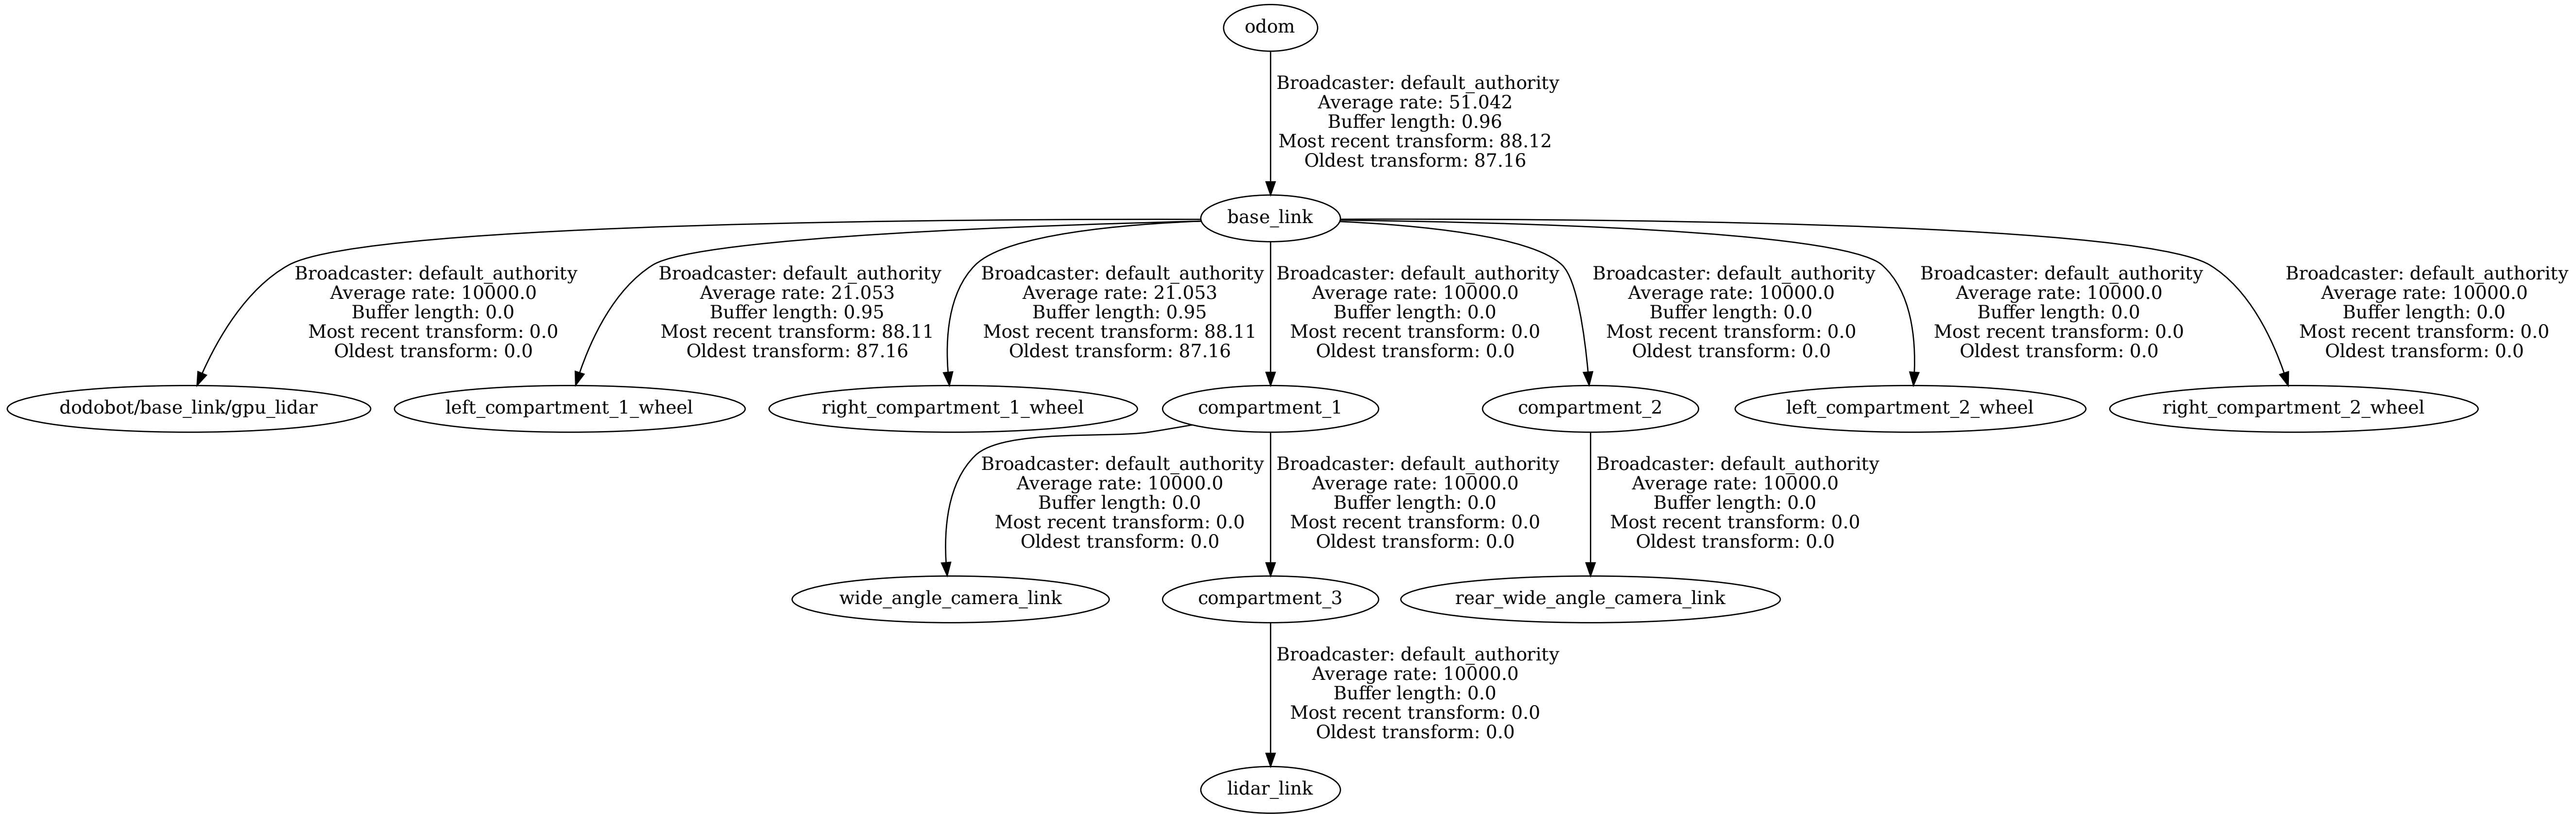 odom
Broadcaster: default_authority
Average rate: 51.042
Buffer length: 0.96
Most recent transform: 88.12
Oldest transform: 87.16
base_link
Broadcaster: default_authority
Average rate: 10000.0
Buffer length: 0.0
Most recent transform: 0.0
Oldest transform: 0.0
Broadcaster: default_authority
Average rate: 21.053
Buffer length: 0.95
Most recent transform: 88.11
Oldest transform: 87.16
Broadcaster: default_authority
Average rate: 21.053
Buffer length: 0.95
Most recent transform: 88.11
Oldest transform: 87.16
Broadcaster: default_authority
Average rate: 10000.0
Buffer length: 0.0
Most recent transform: 0.0
Oldest transform: 0.0
Broadcaster: default_authority
Average rate: 10000.0
Buffer length: 0.0
Most recent transform: 0.0
Oldest transform: 0.0
Broadcaster: default_authority
Average rate: 10000.0
Buffer length: 0.0
Most recent transform: 0.0
Oldest transform: 0.0
Broadcaster: default_authority
Average rate: 10000.0
Buffer length: 0.0
Most recent transform: 0.0
Oldest transform: 0.0
dodobot/base_link/gpu_lidar
left_compartment_1_wheel
right_compartment_1_wheel
compartment_1
compartment_2
left_compartment_2_wheel
right_compartment_2_wheel
Broadcaster: default_authority
Average rate: 10000.0
Buffer length: 0.0
Most recent transform: 0.0
Oldest transform: 0.0
Broadcaster: default_authority
Average rate: 10000.0
Buffer length: 0.0
Most recent transform: 0.0
Oldest transform: 0.0
Broadcaster: default_authority
Average rate: 10000.0
Buffer length: 0.0
Most recent transform: 0.0
Oldest transform: 0.0
wide_angle_camera_link
compartment_3
rear_wide_angle_camera_link
Broadcaster: default_authority
Average rate: 10000.0
Buffer length: 0.0
Most recent transform: 0.0
Oldest transform: 0.0
lidar_link